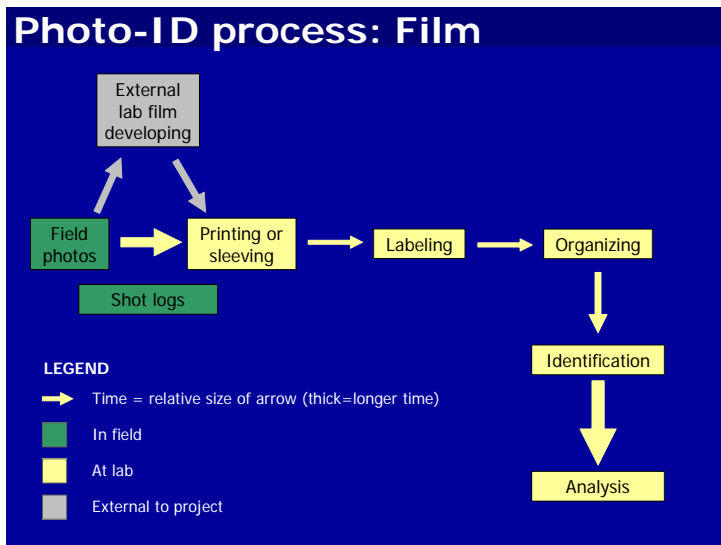 Photo-ID process: Film
External
lab film
developing
Field
photos
Printing or
sleeving
Labeling
Organizing
Shot logs
Identification
LEGEND
Time = relative size of arrow (thick=longer time)
In field
At lab
Analysis
External to project